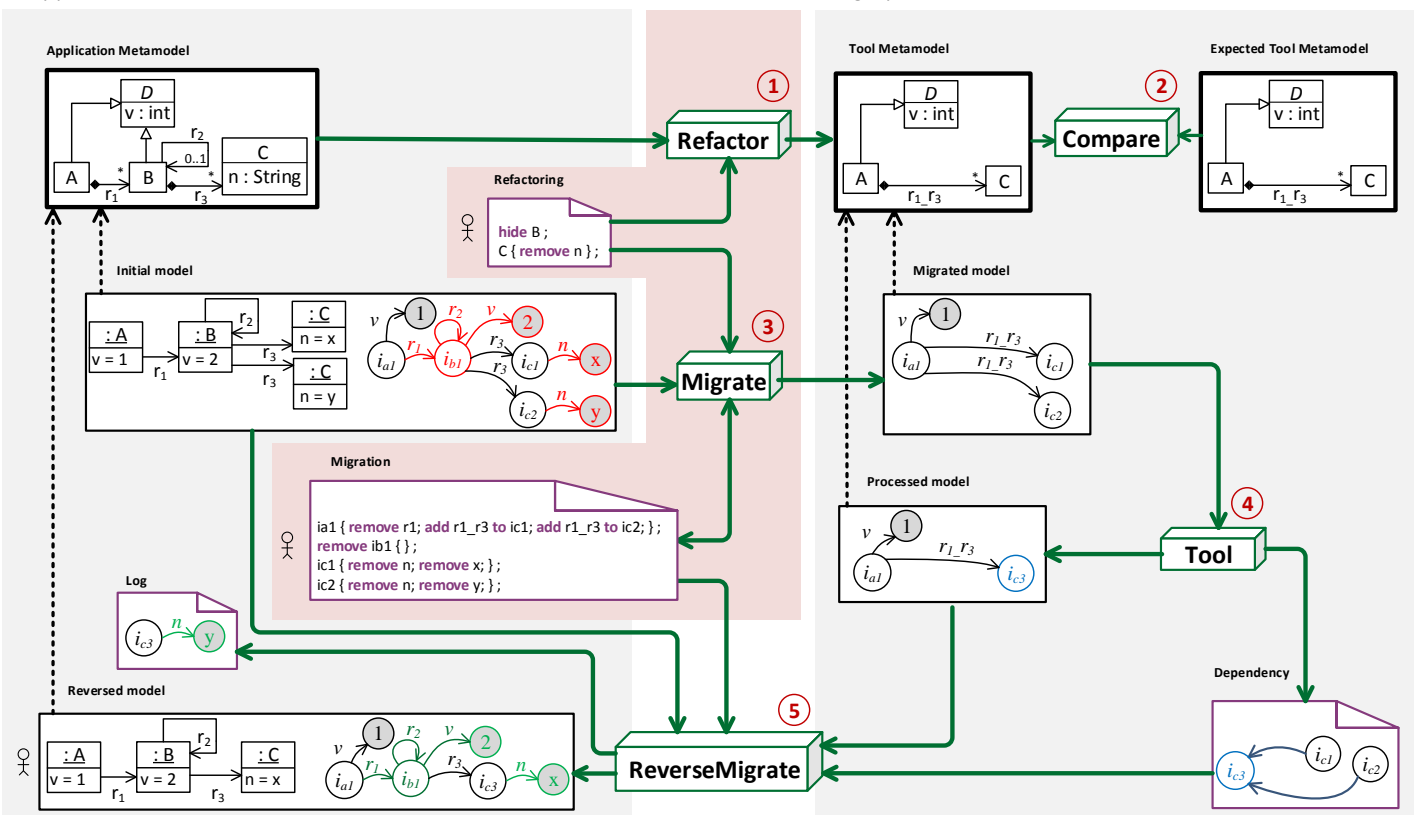 Application Metamodel
D
v : int
r2
0..1
A
*
r1
B
*
r3
C
n : String
1
Refactor
Refactoring
hide B ;
C { remove n } ;
Tool Metamodel
D
v : int
A
*
r1_r3
C
2
Compare
Expected Tool Metamodel
D
v : int
A
*
r1_r3
C
Initial model
: A
v = 1
r1
: B
v = 2
r2
r3
r3
: C
n = x
: C
n = y
v
1
ia1
r1
r2
ib1
v
2
r3
r3
ic1
n
x
ic2
n
y
3
Migrate
Migrated model
v
1
ia1
r1_r3
r1_r3
ic1
ic2
Migration
ia1 { remove r1; add r1_r3 to ic1; add r1_r3 to ic2; } ;
remove ib1 { } ;
ic1 { remove n; remove x; } ;
ic2 { remove n; remove y; } ;
Processed model
v
1
ia1
r1_r3
ic3
4
Tool
Log
ic3
n
y
Dependency
ic3
ic1
ic2
Reversed model
: A
v = 1
r1
: B
v = 2
r2
r3
: C
n = x
v
1
ia1
r1
r2
ib1
v
2
r3
ic3
n
x
5
ReverseMigrate